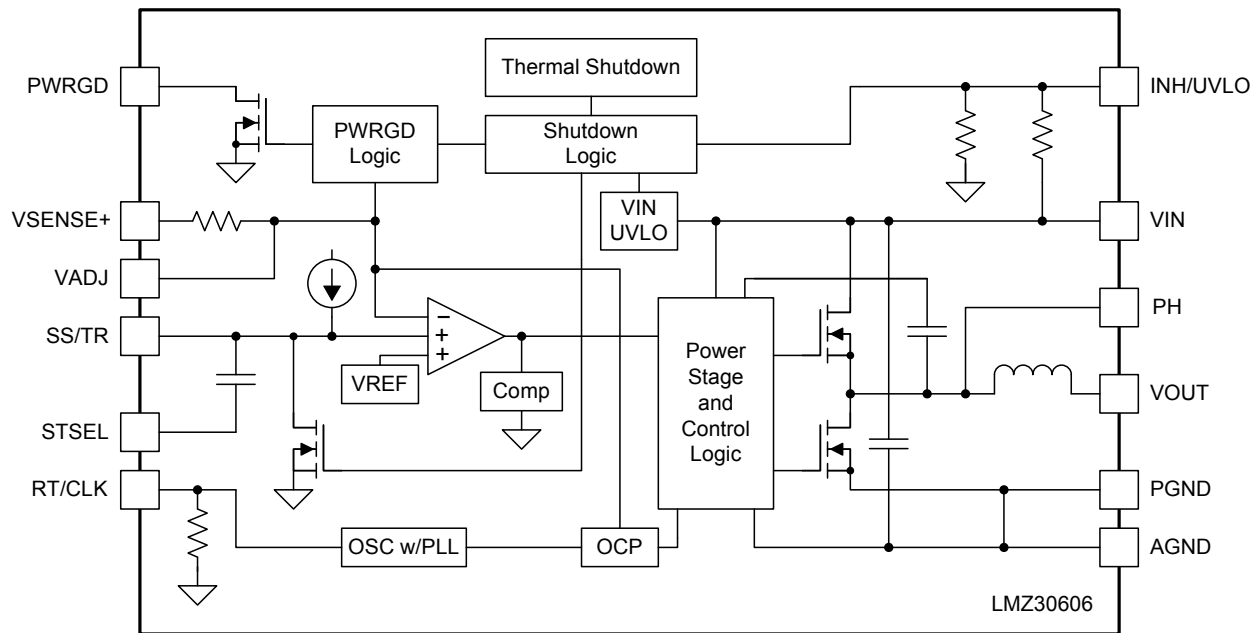 PWRGD
VSENSE+
VADJ
SS/TR
STSEL
RT/CLK
Thermal Shutdown
PWRGD
Logic
Shutdown
Logic
VIN
UVLO
−
+
+
VREF
Comp
Power
Stage
and
Control
Logic
OSC w/PLL
OCP
INH/UVLO
VIN
PH
VOUT
PGND
AGND
LMZ30606